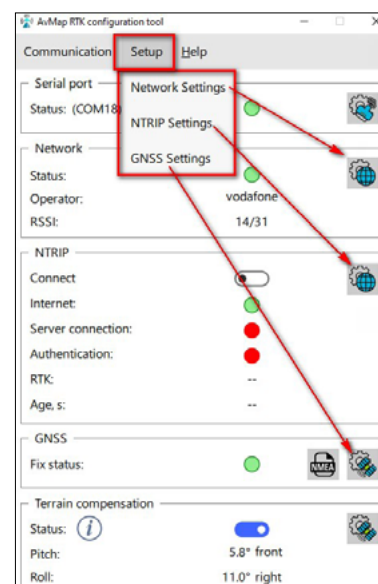 AvMap RTK configuration tool
Communication Setup Help
Network Settings
NTRIP Settings
GNSS Settings
Serial port
Status: (COM18)
Network
Status:
Operator: vodafone
RSSI: 14/31
NTRIP
Connect
Internet:
Server connection:
Authentication:
RTK: --
Age, s: --
GNSS
Fix status: NMEA
Terrain compensation
Status: i
Pitch: 5.8° front
Roll: 11.0° right